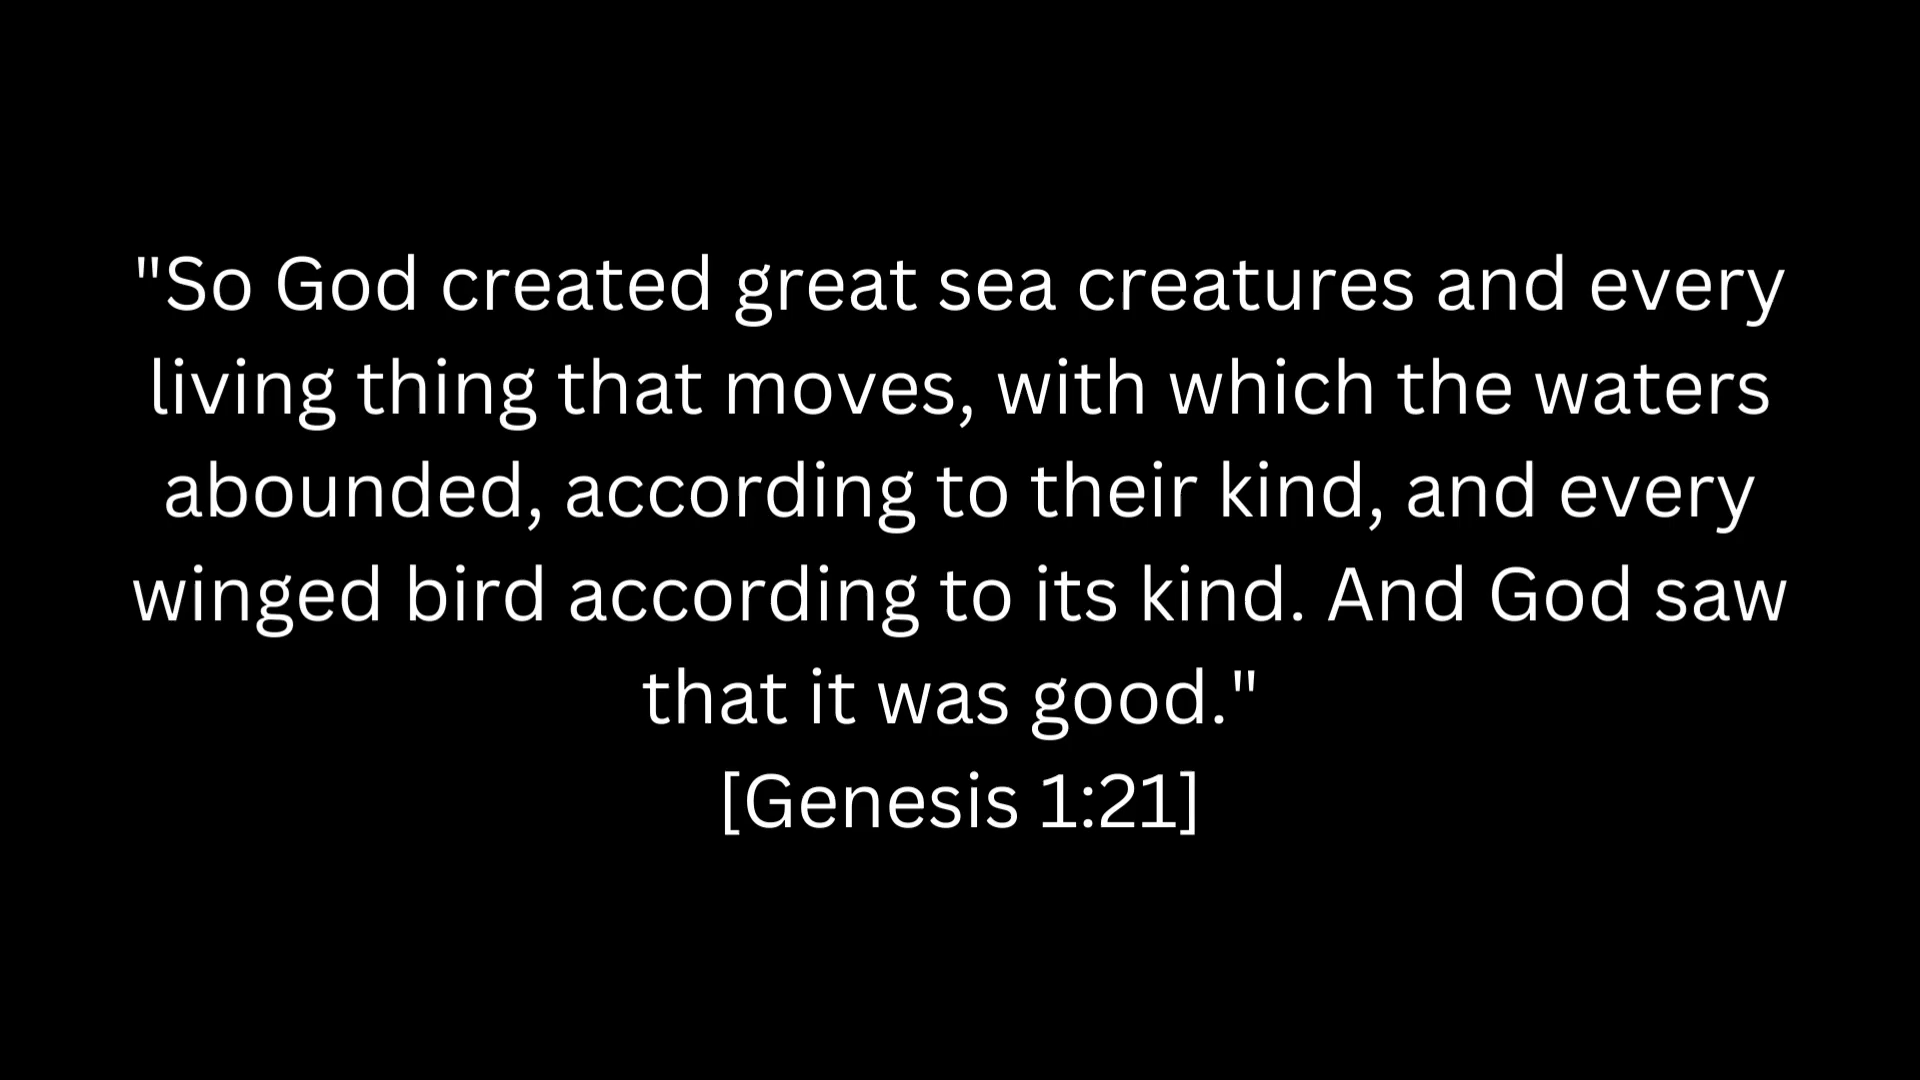 "So God created great sea creatures and every
living thing that moves, with which the waters
abounded, according to their kind, and every
winged bird according to its kind. And God saw
that it was good."
[Genesis 1:21]